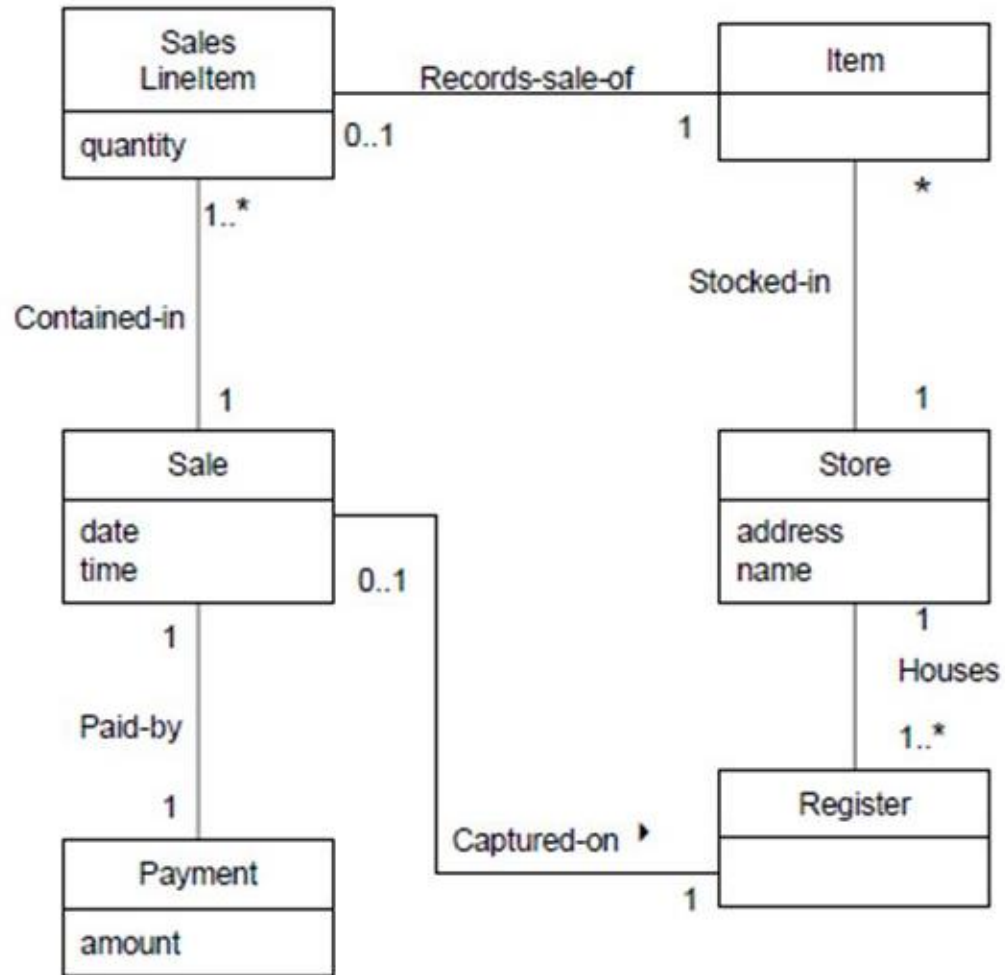 Sales
LineItem
quantity
Records-sale-of
0..1
1
Item
1..*
*
Contained-in
Stocked-in
1
1
Sale
date
time
0..1
Store
address
name
1
1
Houses
Paid-by
1..*
1
Captured-on
1
Register
Payment
amount